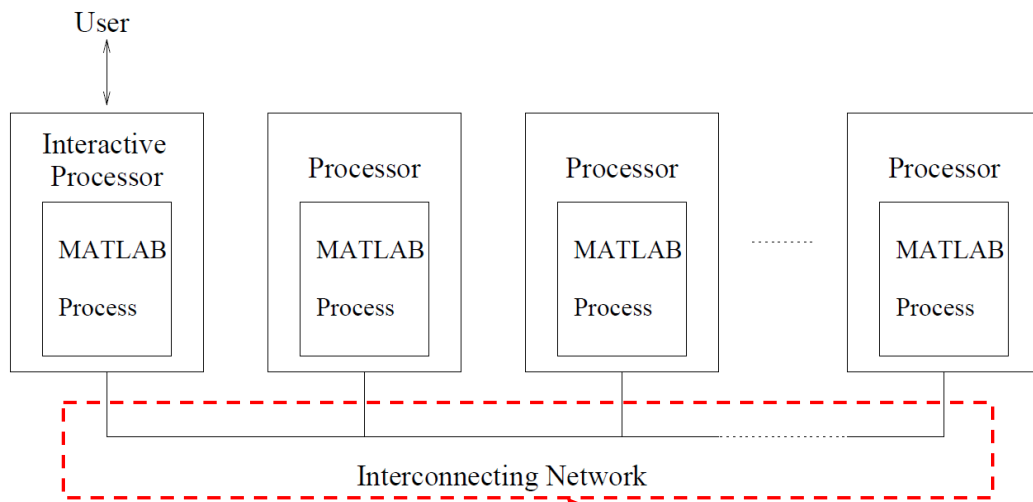 User
Interactive
Processor
MATLAB
Process
Processor
MATLAB
Process
Processor
MATLAB
Process
Processor
MATLAB
Process
Interconnecting Network